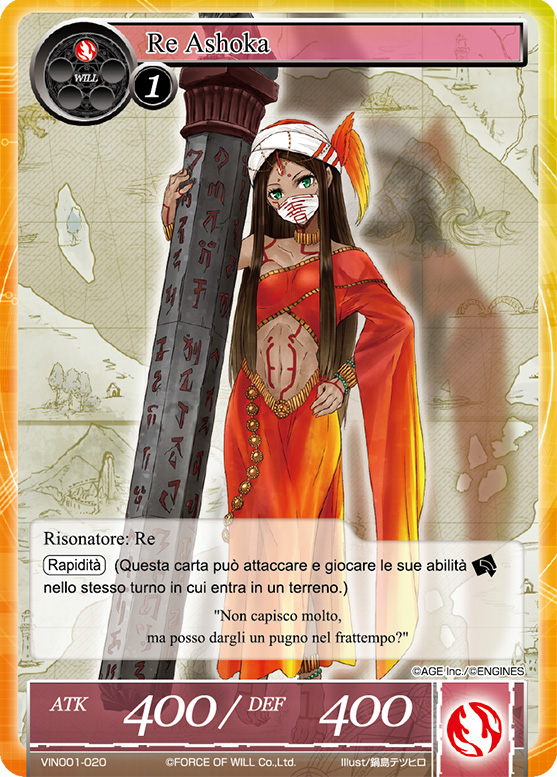 Re Ashoka
WILL
1
Risonatore: Re
Rapidità (Questa carta può attaccare e giocare le sue abilità
nello stesso turno in cui entra in un terreno.)
"Non capisco molto,
ma posso dargli un pugno nel frattempo?"
©AGE Inc./©ENGINES
ATK 400 / DEF 400
VIN001-020 ©FORCE OF WILL Co.,Ltd. Illust/鍋島テツヒロ